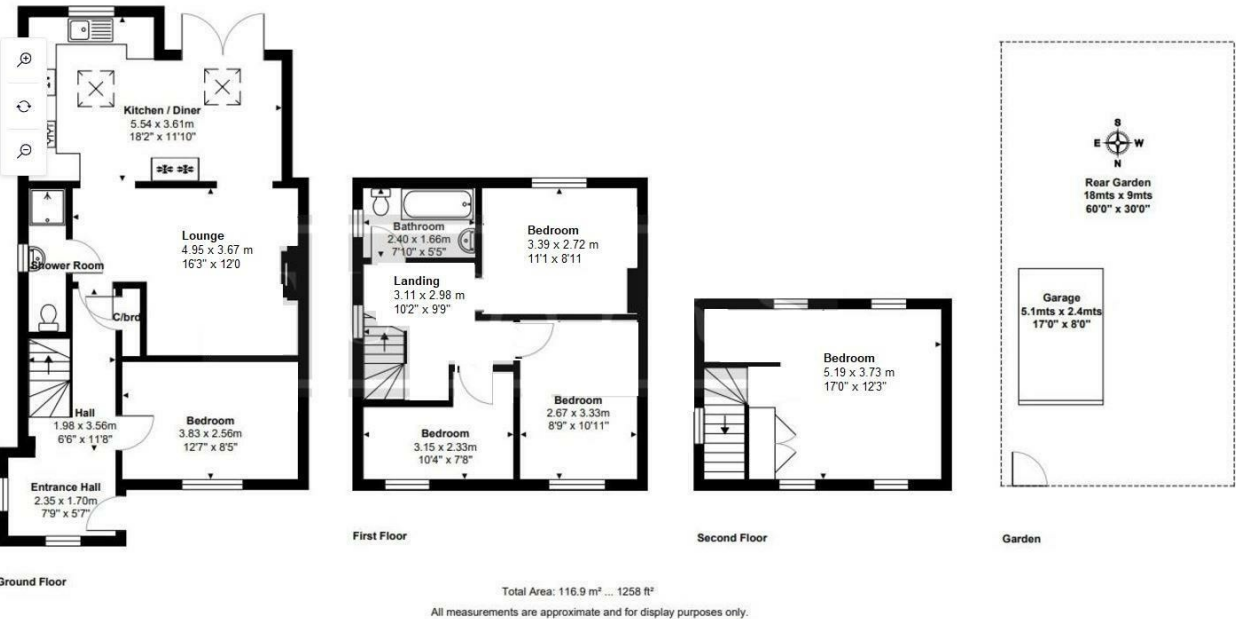 Kitchen / Diner
5.54 x 3.61m
18'2" x 11'10"
Lounge
4.95 x 3.67 m
16'3" x 12'0
Shower Room
C/brd
Hall
1.98 x 3.56m
6'6" x 11'8"
Bedroom
3.83 x 2.56m
12'7" x 8'5"
Entrance Hall
2.35 x 1.70m
7'9" x 5'7"
Ground Floor
Bathroom
2.40 x 1.66m
7'10" x 5'5"
Bedroom
3.39 x 2.72 m
11'1 x 8'11
Landing
3.11 x 2.98 m
10'2" x 9'9"
Bedroom
2.67 x 3.33m
8'9" x 10'11"
Bedroom
3.15 x 2.33m
10'4" x 7'8"
First Floor
Bedroom
5.19 x 3.73 m
17'0" x 12'3"
Second Floor
S
E W
N
Rear Garden
18mts x 9mts
60'0" x 30'0"
Garage
5.1mts x 2.4mts
17'0" x 8'0"
Garden
Total Area: 116.9 m² ... 1258 ft²
All measurements are approximate and for display purposes only.